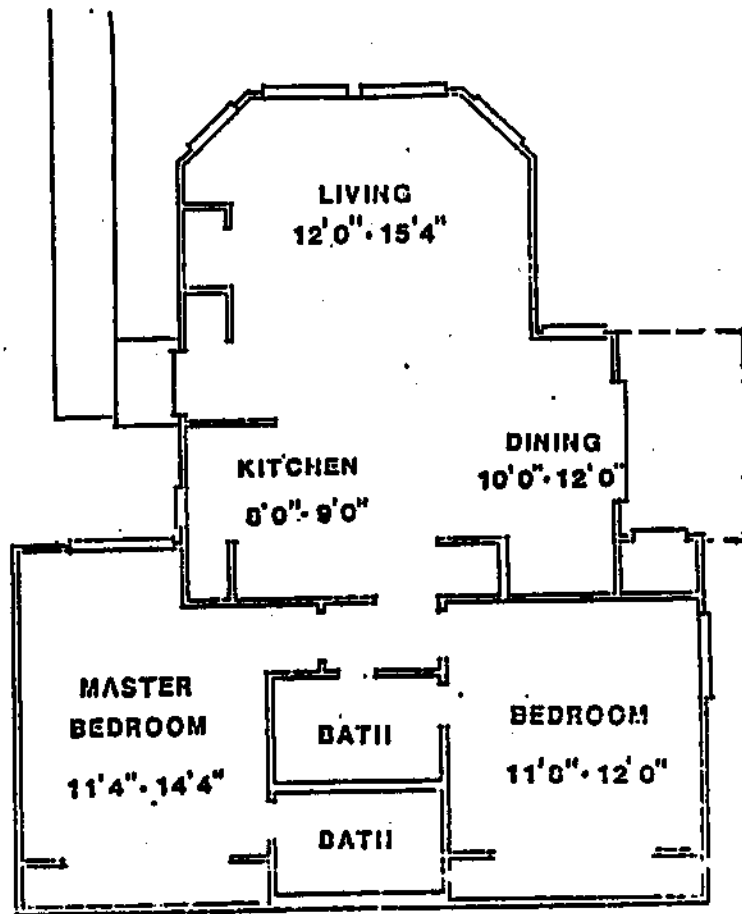 LIVING
12'0"-15'4"
DINING
10'0"-12'0"
KITCHEN
8'0"-9'0"
MASTER
BEDROOM
11'4"-14'4"
BATH
BEDROOM
11'0"-12'0"
BATH